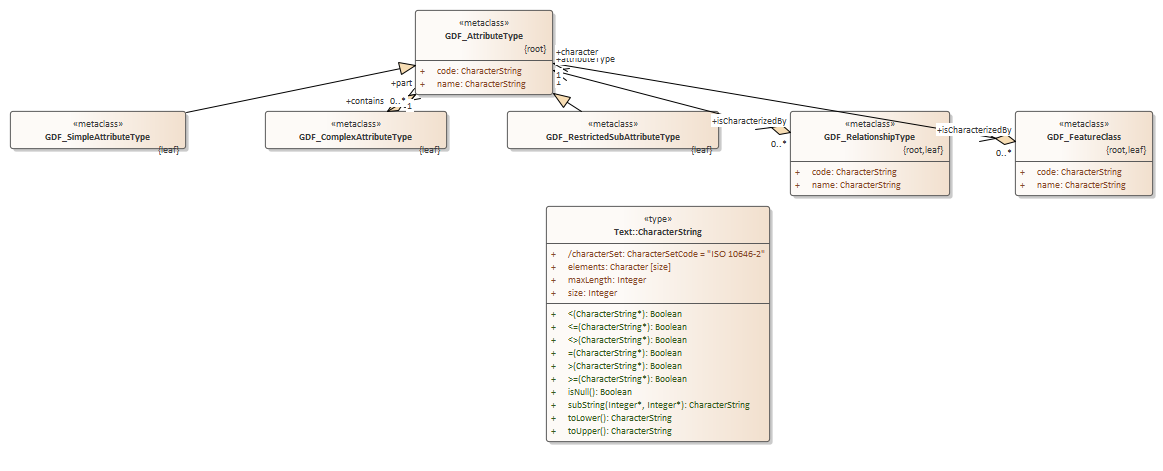 «metaclass»
GDF_AttributeType
{root}
+ code: CharacterString
+ name: CharacterString
+character
+attributeType
1
1
+part
0..*
+contains
1
«metaclass»
GDF_SimpleAttributeType
{leaf}
«metaclass»
GDF_ComplexAttributeType
{leaf}
«metaclass»
GDF_RestrictedSubAttributeType
{leaf}
+isCharacterizedBy
0..*
«metaclass»
GDF_RelationshipType
{root,leaf}
+ code: CharacterString
+ name: CharacterString
+isCharacterizedBy
0..*
«metaclass»
GDF_FeatureClass
{root,leaf}
+ code: CharacterString
+ name: CharacterString
«type»
Text::CharacterString
+ /characterSet: CharacterSetCode = "ISO 10646-2"
+ elements: Character [size]
+ maxLength: Integer
+ size: Integer
+ <(CharacterString*): Boolean
+ <=(CharacterString*): Boolean
+ <>(CharacterString*): Boolean
+ =(CharacterString*): Boolean
+ >(CharacterString*): Boolean
+ >=(CharacterString*): Boolean
+ isNull(): Boolean
+ subString(Integer*, Integer*): CharacterString
+ toLower(): CharacterString
+ toUpper(): CharacterString